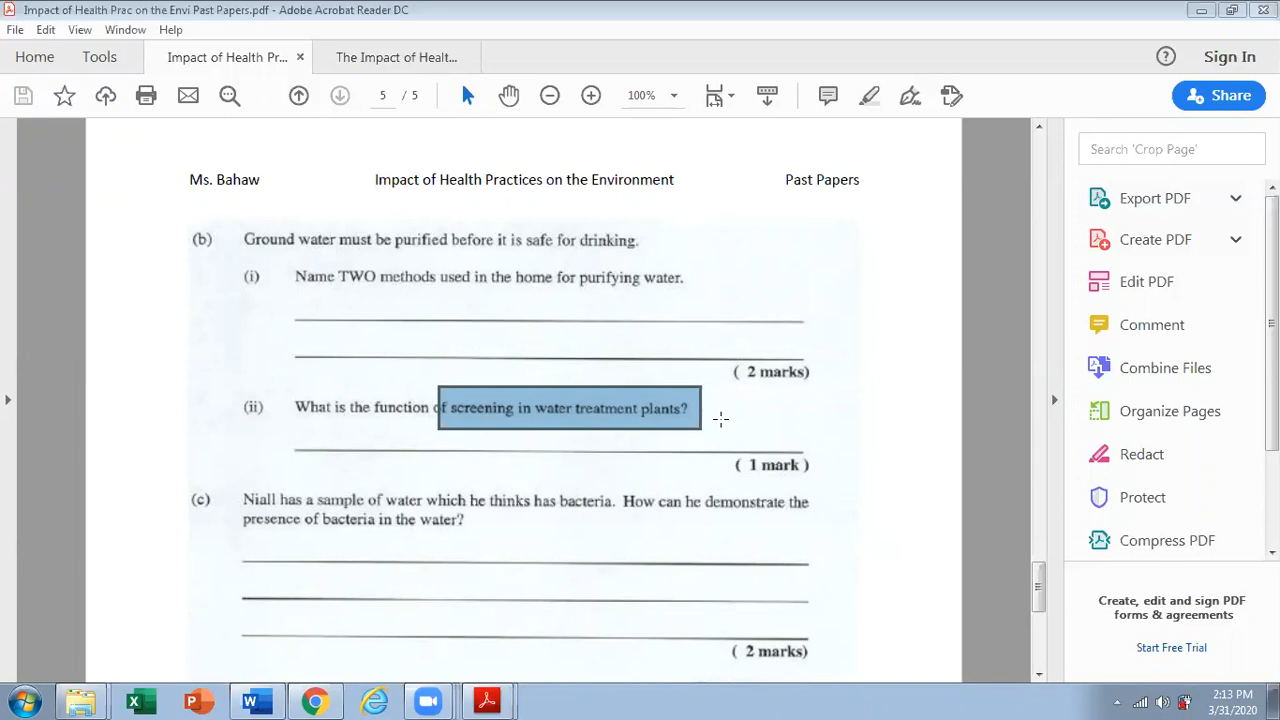 Impact of Health Prac on the Envi Past Papers.pdf - Adobe Acrobat Reader DC
File Edit View Window Help
Home Tools Impact of Health Pr... × The Impact of Healt... ? Sign In
5 / 5 100% Share
Search 'Crop Page'
Ms. Bahaw Impact of Health Practices on the Environment Past Papers
Export PDF
(b) Ground water must be purified before it is safe for drinking.
Create PDF
(i) Name TWO methods used in the home for purifying water.
Edit PDF
Comment
( 2 marks)
Combine Files
(ii) What is the function of screening in water treatment plants?
Organize Pages
Redact
( 1 mark )
Protect
(c) Niall has a sample of water which he thinks has bacteria. How can he demonstrate the
presence of bacteria in the water?
Compress PDF
Create, edit and sign PDF
forms & agreements
Start Free Trial
( 2 marks)
2:13 PM
3/31/2020